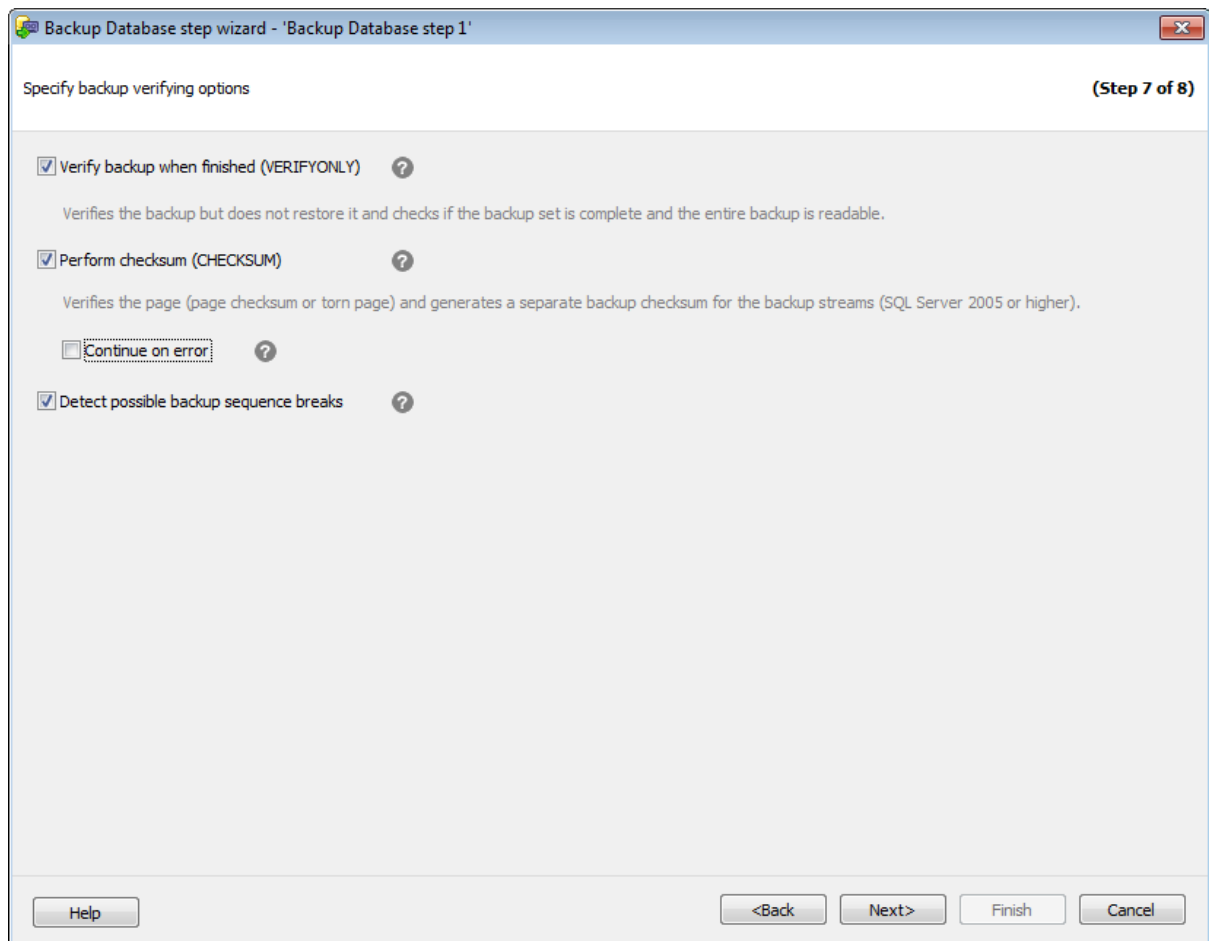 Backup Database step wizard - 'Backup Database step 1'
Specify backup verifying options (Step 7 of 8)
Verify backup when finished (VERIFYONLY) ?
Verifies the backup but does not restore it and checks if the backup set is complete and the entire backup is readable.
Perform checksum (CHECKSUM) ?
Verifies the page (page checksum or torn page) and generates a separate backup checksum for the backup streams (SQL Server 2005 or higher).
Continue on error ?
Detect possible backup sequence breaks ?
Help <Back Next> Finish Cancel